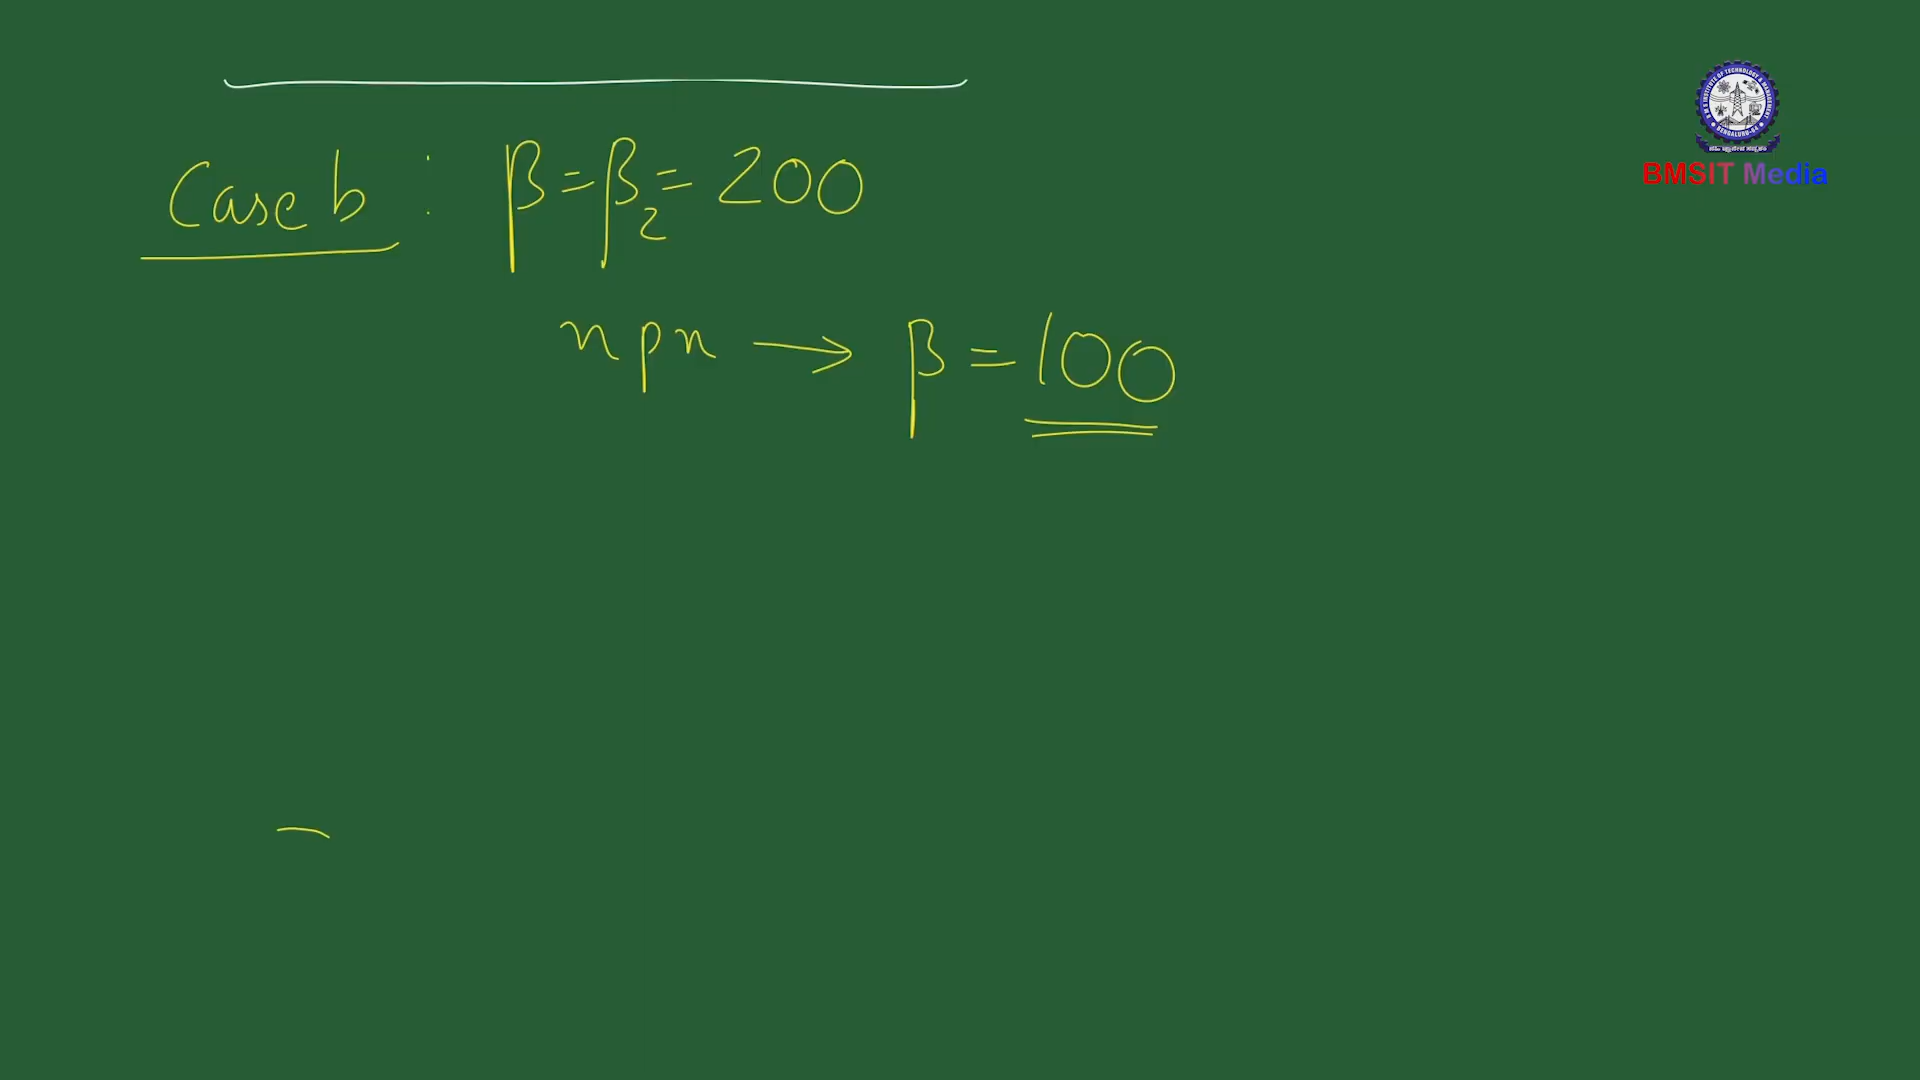 Case b : β = β₂ = 200
npn → β = 100
BMSIT Media